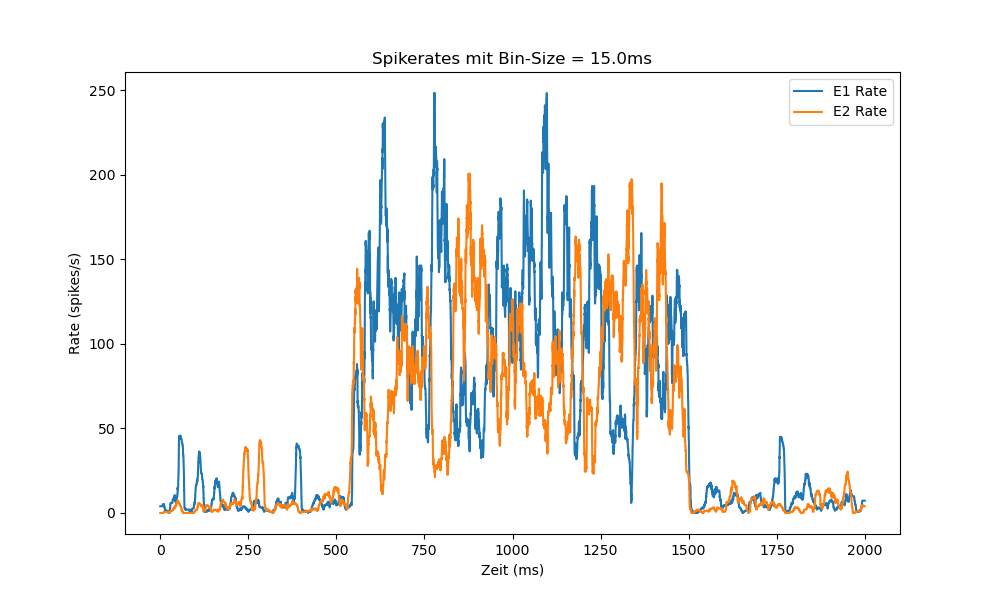 Spikerates mit Bin-Size = 15.0ms
E1 Rate
E2 Rate
Rate (spikes/s)
250
200
150
100
50
0
0 250 500 750 1000 1250 1500 1750 2000
Zeit (ms)